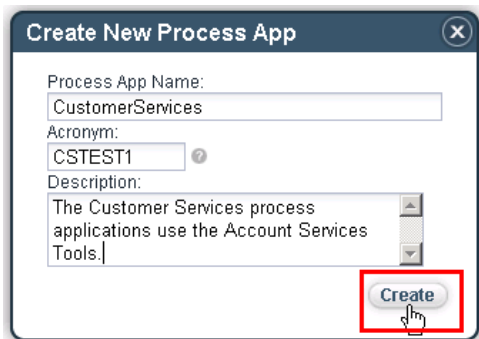 Create New Process App
Process App Name:
CustomerServices
Acronym:
CSTEST1
Description:
The Customer Services process
applications use the Account Services
Tools.
Create